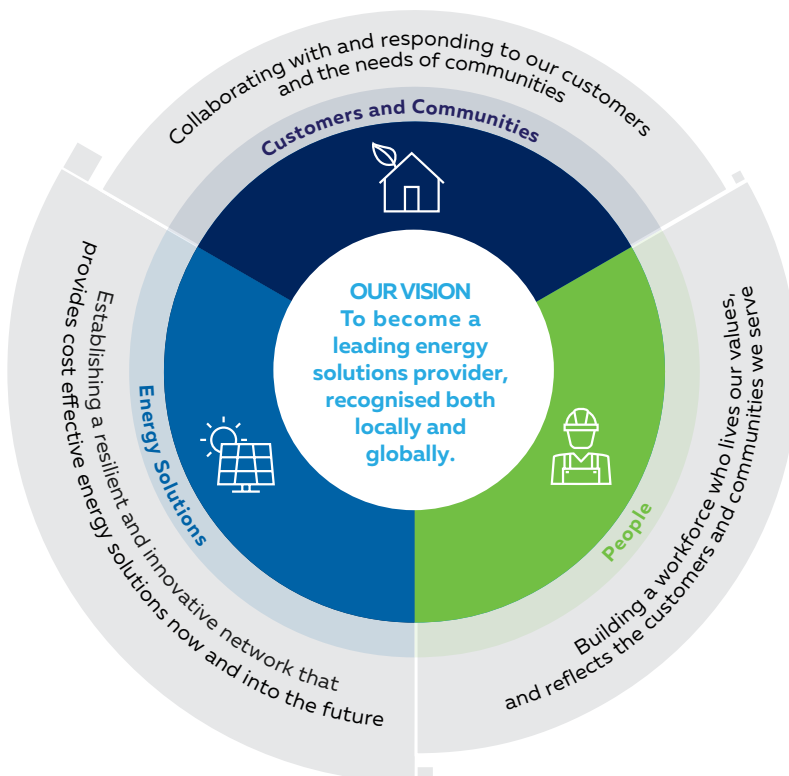 Collaborating with and responding to our customers
and the needs of communities
Customers and Communities
OUR VISION
To become a
leading energy
solutions provider,
recognised both
locally and
globally.
Energy Solutions
Establishing a resilient and innovative network that
provides cost effective energy solutions now and into the future
People
Building a workforce who lives our values,
and reflects the customers and communities we serve